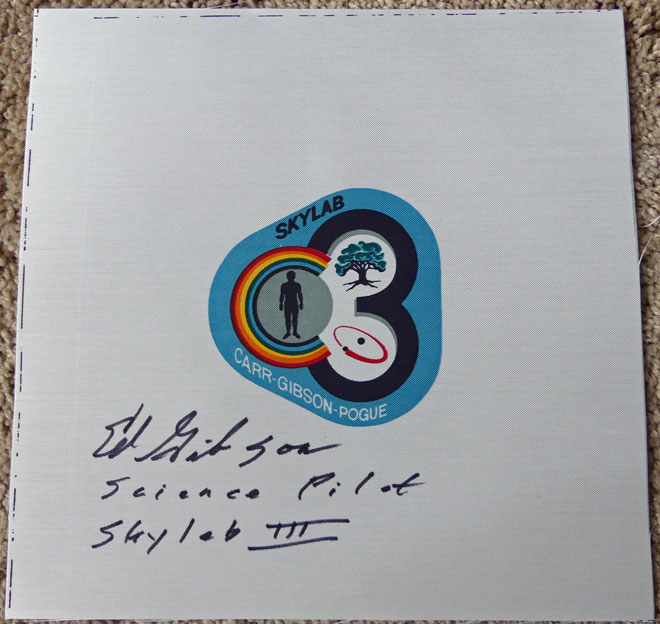 SKYLAB
CARR-GIBSON-POGUE
Ed Gibson
Science Pilot
Skylab III